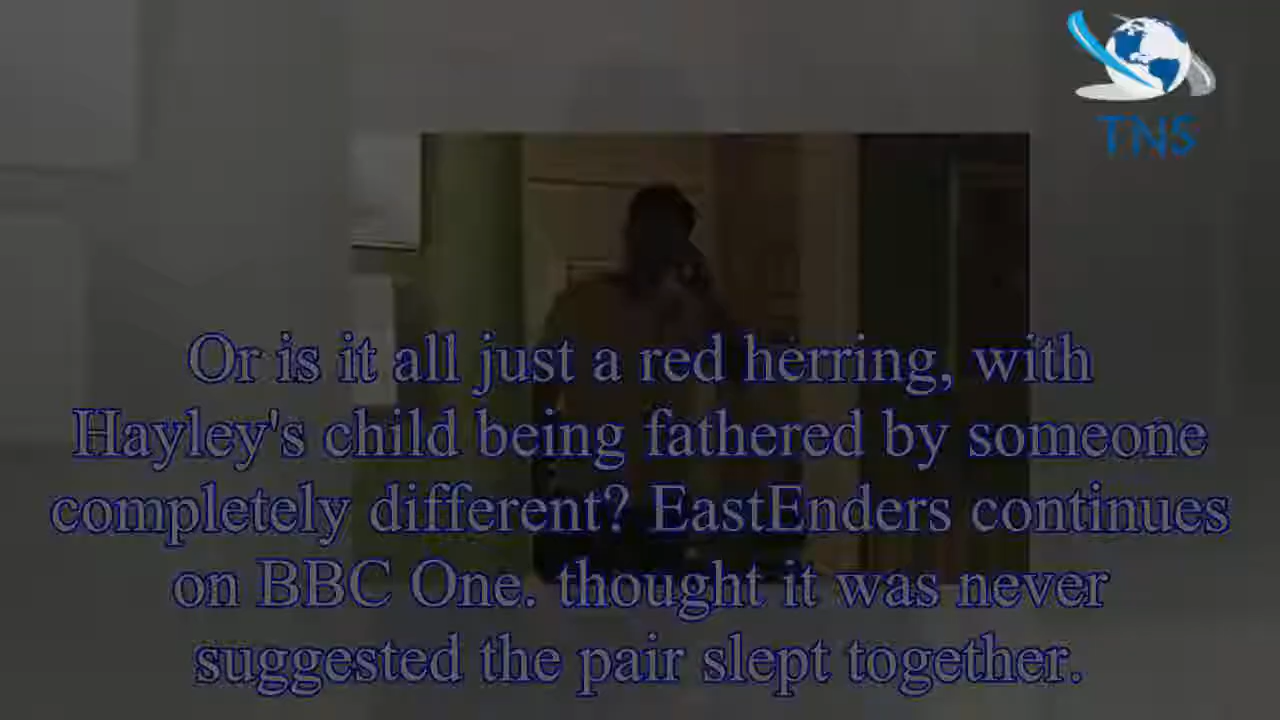 TNS
Or is it all just a red herring, with
Hayley's child being fathered by someone
completely different? EastEnders continues
on BBC One. thought it was never
suggested the pair slept together.